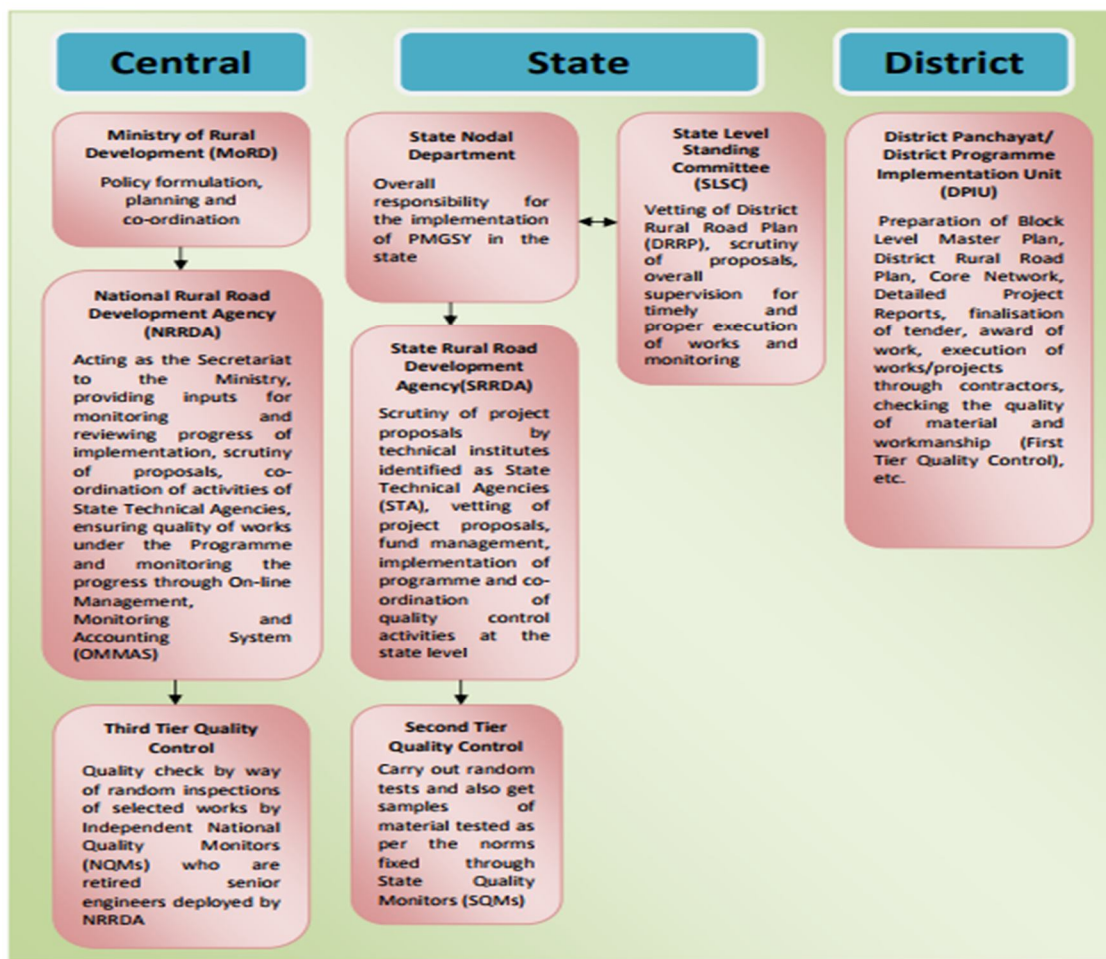 Central
State
District
Ministry of Rural
Development (MoRD)
Policy formulation,
planning and
co-ordination
National Rural Road
Development Agency
(NRRDA)
Acting as the Secretariat
to the Ministry,
providing inputs for
monitoring and
reviewing progress of
implementation, scrutiny
of proposals, co-
ordination of activities of
State Technical Agencies,
ensuring quality of works
under the Programme
and monitoring the
progress through On-line
Management,
Monitoring and
Accounting System
(OMMAS)
Third Tier Quality
Control
Quality check by way
of random inspections
of selected works by
Independent National
Quality Monitors
(NQMs) who are
retired senior
engineers deployed by
NRRDA
State Nodal
Department
Overall
responsibility for
the implementation
of PMGSY in the
state
State Rural Road
Development
Agency(SRRDA)
Scrutiny of project
proposals by
technical institutes
identified as State
Technical Agencies
(STA), vetting of
project proposals,
fund management,
implementation of
programme and co-
ordination of
quality control
activities at the
state level
Second Tier
Quality Control
Carry out random
tests and also get
samples of
material tested as
per the norms
fixed through
State Quality
Monitors (SQMs)
State Level
Standing
Committee
(SLSC)
Vetting of District
Rural Road Plan
(DRRP), scrutiny
of proposals,
overall
supervision for
timely and
proper execution
of works and
monitoring
District Panchayat/
District Programme
Implementation Unit
(DPIU)
Preparation of Block
Level Master Plan,
District Rural Road
Plan, Core Network,
Detailed Project
Reports, finalisation
of tender, award of
work, execution of
works/projects
through contractors,
checking the quality
of material and
workmanship (First
Tier Quality Control),
etc.